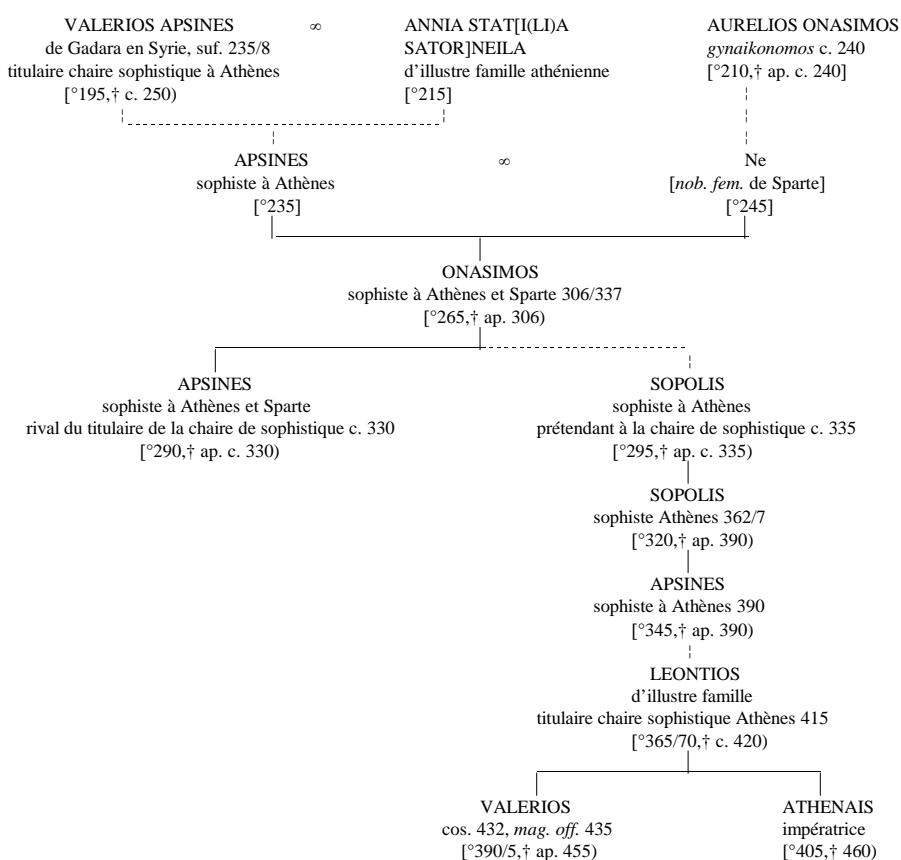 VALERIOS APSINES ∞ ANNIA STAT[I(LI)A AURELIOS ONASIMOS
de Gadara en Syrie, suf. 235/8 SATOR]NEILA gynaikonomos c. 240
titulaire chaire sophistique à Athènes d'illustre famille athénienne [°210,† ap. c. 240]
[°195,† c. 250) [°215]
APSINES ∞ Ne
sophiste à Athènes [nob. fem. de Sparte]
[°235] [°245]
ONASIMOS
sophiste à Athènes et Sparte 306/337
[°265,† ap. 306)
APSINES SOPOLIS
sophiste à Athènes et Sparte sophiste à Athènes
rival du titulaire de la chaire de sophistique c. 330 prétendant à la chaire de sophistique c. 335
[°290,† ap. c. 330) [°295,† ap. c. 335)
SOPOLIS
sophiste Athènes 362/7
[°320,† ap. 390)
APSINES
sophiste à Athènes 390
[°345,† ap. 390)
LEONTIOS
d'illustre famille
titulaire chaire sophistique Athènes 415
[°365/70,† c. 420)
VALERIOS ATHENAIS
cos. 432, mag. off. 435 impératrice
[°390/5,† ap. 455) [°405,† 460)